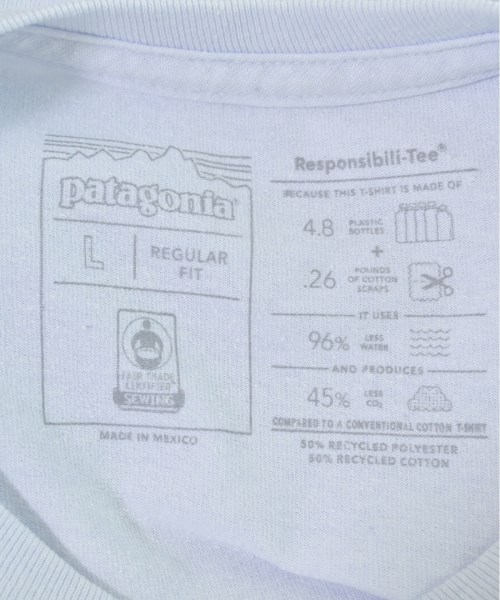 patagonia®
L
REGULAR
FIT
FAIR TRADE
CERTIFIED™
SEWING
MADE IN MEXICO
Responsibili-Tee®
BECAUSE THIS T-SHIRT IS MADE OF
4.8 PLASTIC
BOTTLES
+
.26 POUNDS
OF COTTON
SCRAPS
IT USES
96% LESS
WATER
AND PRODUCES
45% LESS
CO₂
COMPARED TO A CONVENTIONAL COTTON T-SHIRT
50% RECYCLED POLYESTER
50% RECYCLED COTTON